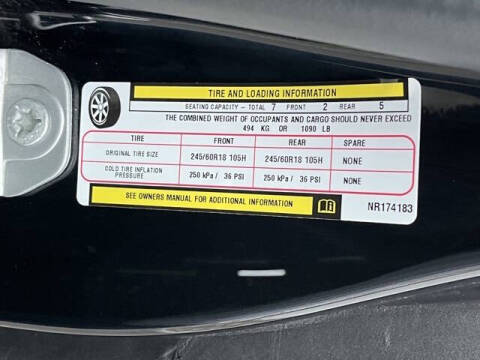 TIRE AND LOADING INFORMATION
SEATING CAPACITY - TOTAL 7 FRONT 2 REAR 5
THE COMBINED WEIGHT OF OCCUPANTS AND CARGO SHOULD NEVER EXCEED
494 KG OR 1090 LB
TIRE FRONT REAR SPARE
ORIGINAL TIRE SIZE 245/60R18 105H 245/60R18 105H NONE
COLD TIRE INFLATION PRESSURE 250 kPa / 36 PSI 250 kPa / 36 PSI NONE
SEE OWNERS MANUAL FOR ADDITIONAL INFORMATION
NR174183